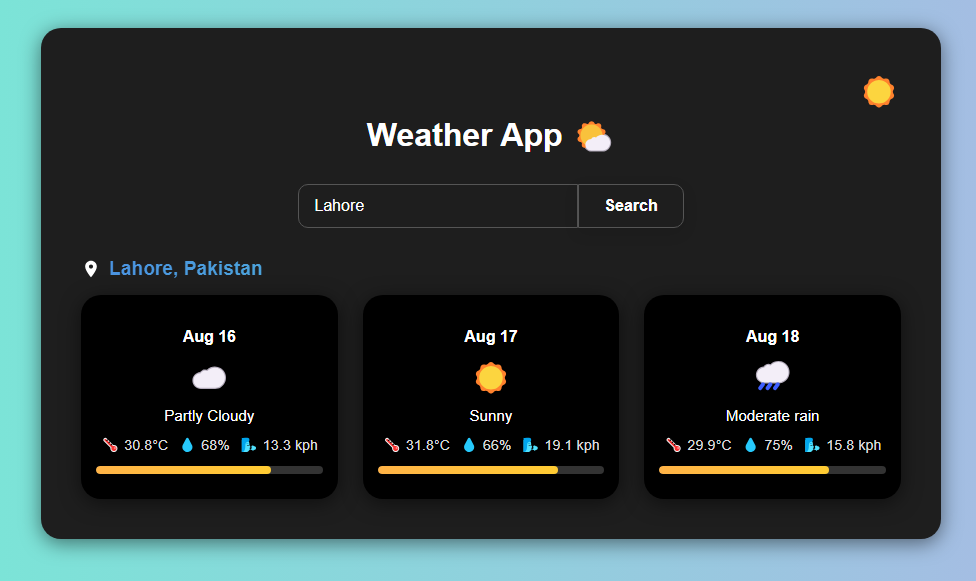 Weather App
Lahore
Search
Lahore, Pakistan
Aug 16
Partly Cloudy
30.8°C 68% 13.3 kph
Aug 17
Sunny
31.8°C 66% 19.1 kph
Aug 18
Moderate rain
29.9°C 75% 15.8 kph